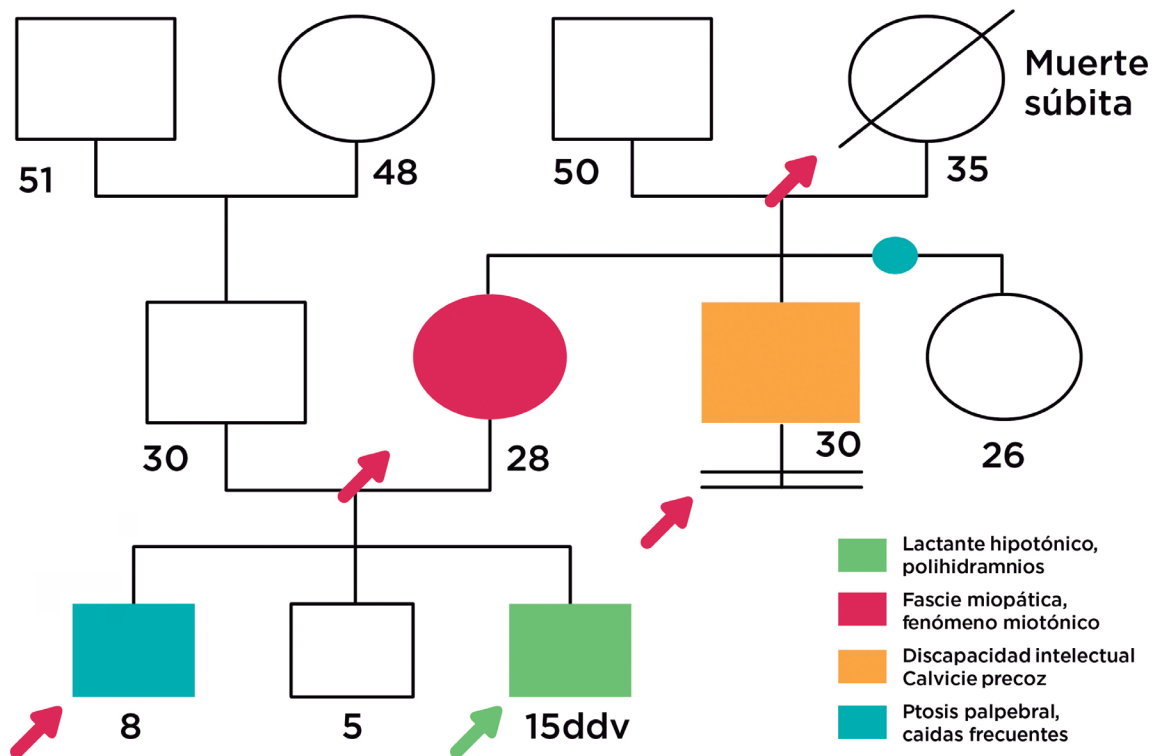 Muerte
súbita
51
48
50
35
30
28
30
26
8
5
15ddv
Lactante hipotónico,
polihidramnios
Fascie miopática,
fenómeno miotónico
Discapacidad intelectual
Calvicie precoz
Ptosis palpebral,
caidas frecuentes